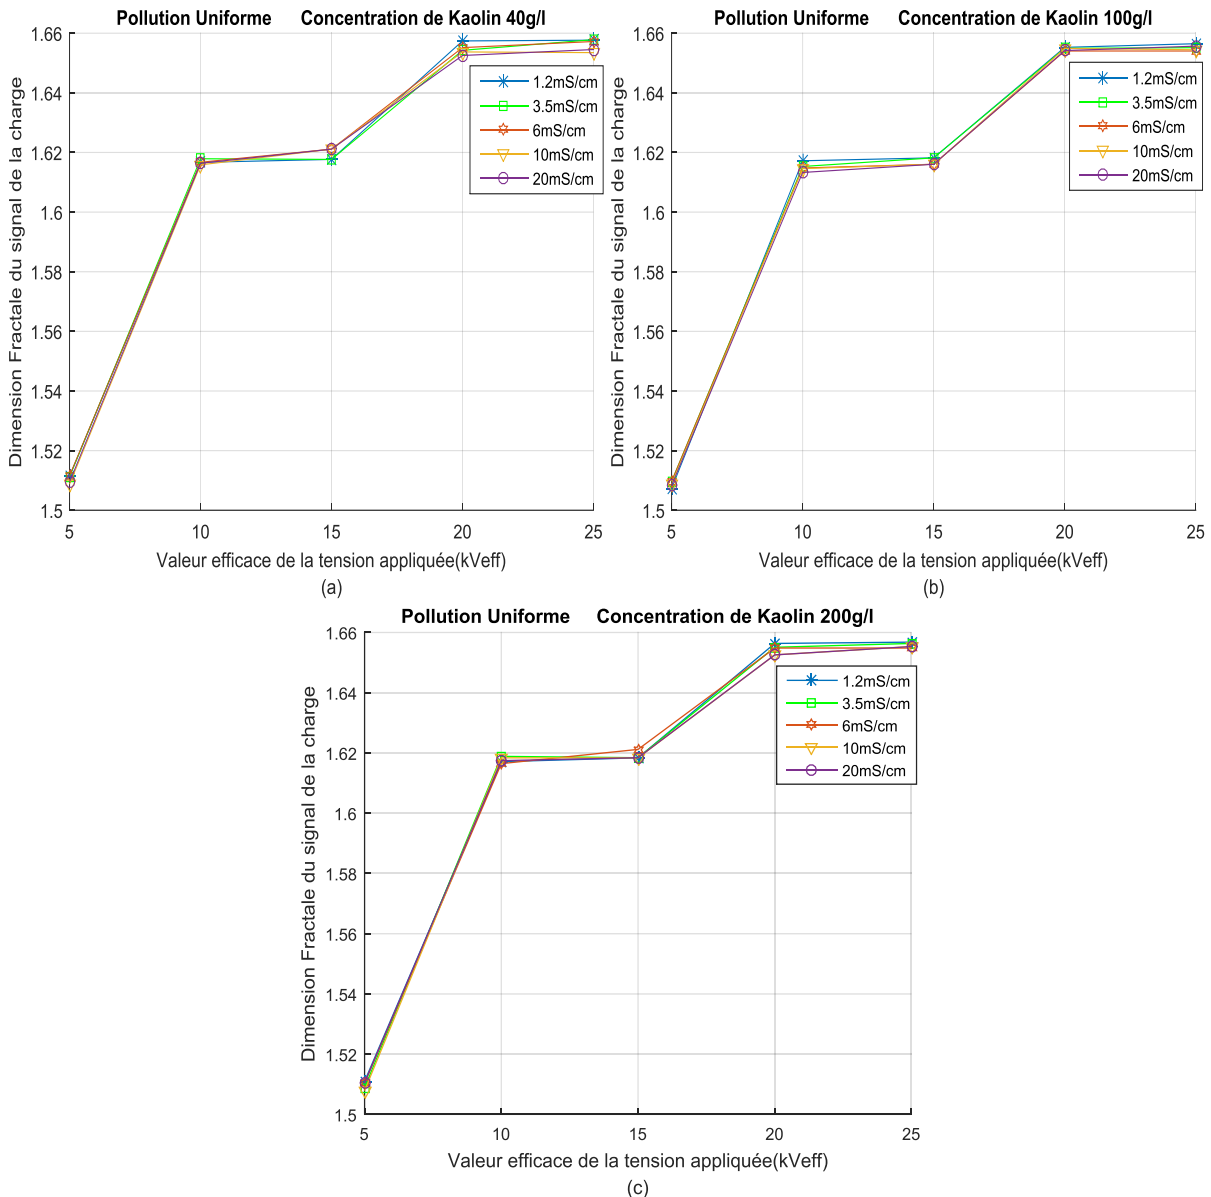 Pollution Uniforme Concentration de Kaolin 40g/l
Dimension Fractale du signal de la charge
1.66
1.64
1.62
1.6
1.58
1.56
1.54
1.52
1.5
5 10 15 20 25
1.2mS/cm
3.5mS/cm
6mS/cm
10mS/cm
20mS/cm
Valeur efficace de la tension appliquée(kVeff)
(a)
Pollution Uniforme Concentration de Kaolin 100g/l
Dimension Fractale du signal de la charge
1.66
1.64
1.62
1.6
1.58
1.56
1.54
1.52
1.5
5 10 15 20 25
1.2mS/cm
3.5mS/cm
6mS/cm
10mS/cm
20mS/cm
Valeur efficace de la tension appliquée(kVeff)
(b)
Pollution Uniforme Concentration de Kaolin 200g/l
Dimension Fractale du signal de la charge
1.66
1.64
1.62
1.6
1.58
1.56
1.54
1.52
1.5
5 10 15 20 25
1.2mS/cm
3.5mS/cm
6mS/cm
10mS/cm
20mS/cm
Valeur efficace de la tension appliquée(kVeff)
(c)